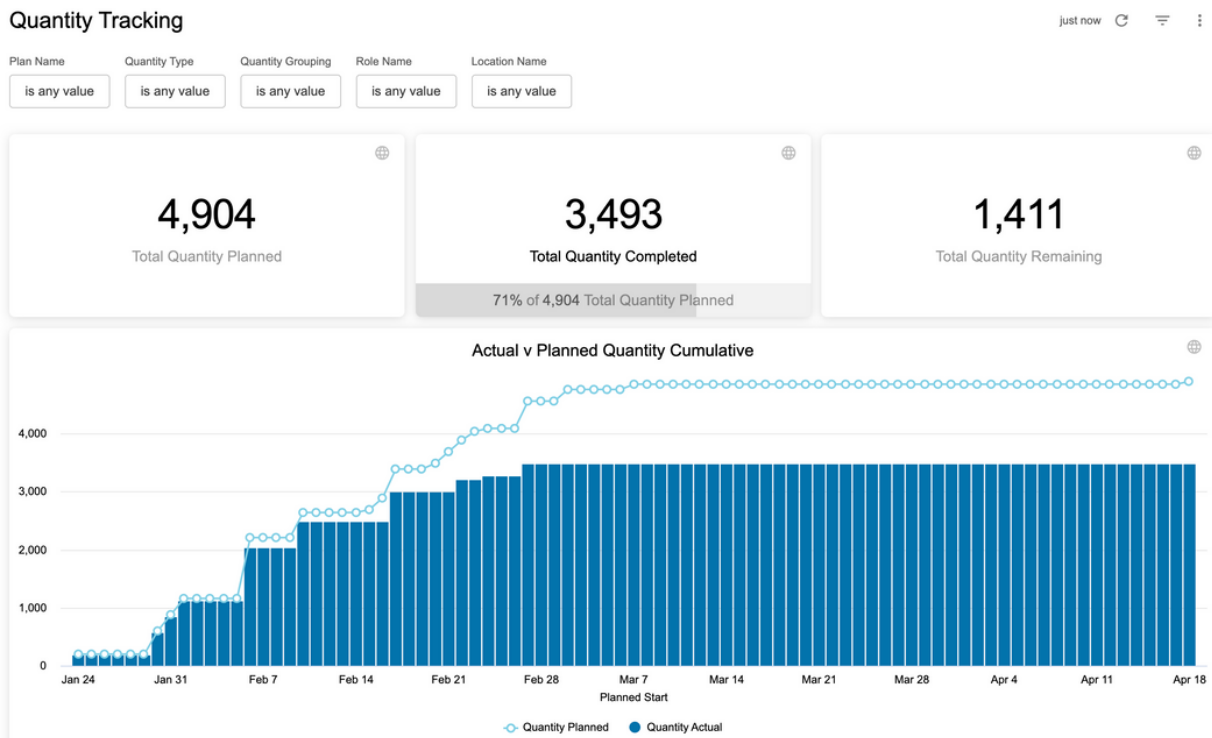 Quantity Tracking
just now
Plan Name Quantity Type Quantity Grouping Role Name Location Name
is any value is any value is any value is any value is any value
4,904 3,493 1,411
Total Quantity Planned Total Quantity Completed Total Quantity Remaining
71% of 4,904 Total Quantity Planned
Actual v Planned Quantity Cumulative
4,000
3,000
2,000
1,000
0
Jan 24 Jan 31 Feb 7 Feb 14 Feb 21 Feb 28 Mar 7 Mar 14 Mar 21 Mar 28 Apr 4 Apr 11 Apr 18
Planned Start
Quantity Planned Quantity Actual